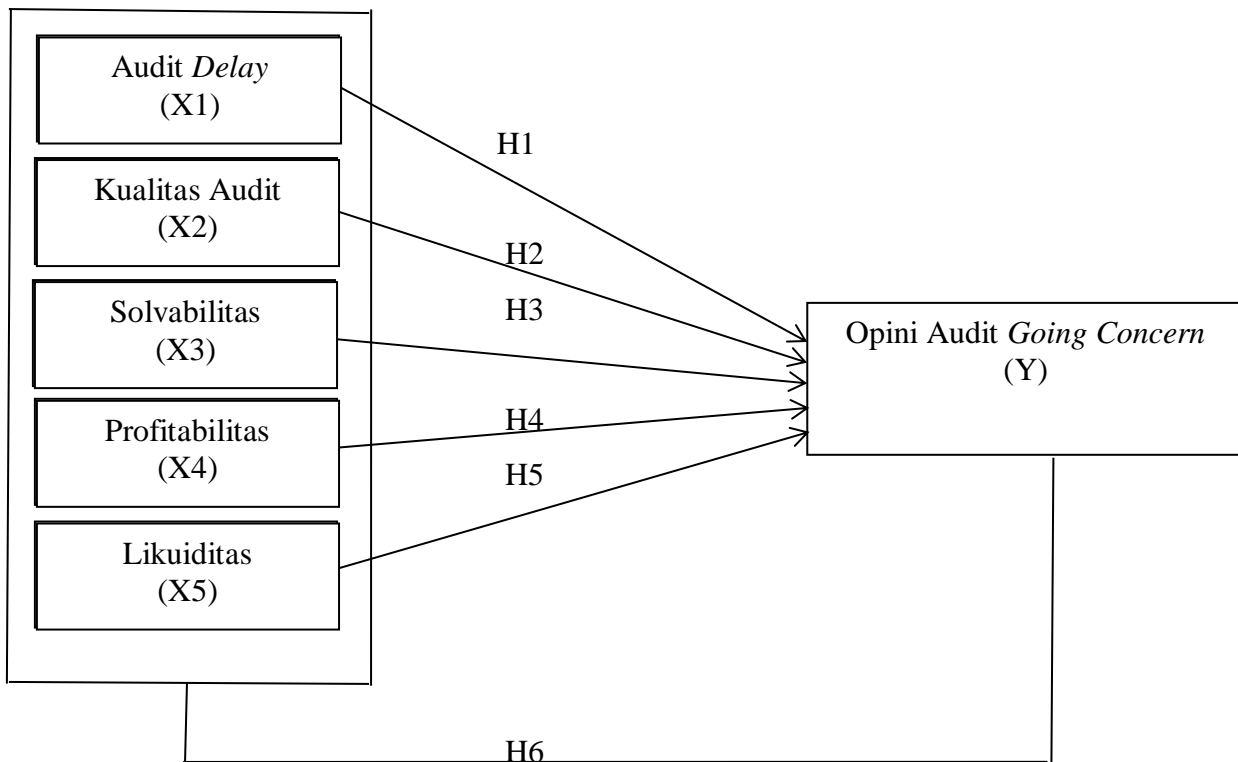 Audit Delay
(X1)
Kualitas Audit
(X2)
Solvabilitas
(X3)
Profitabilitas
(X4)
Likuiditas
(X5)
H1
H2
H3
H4
H5
Opini Audit Going Concern
(Y)
H6